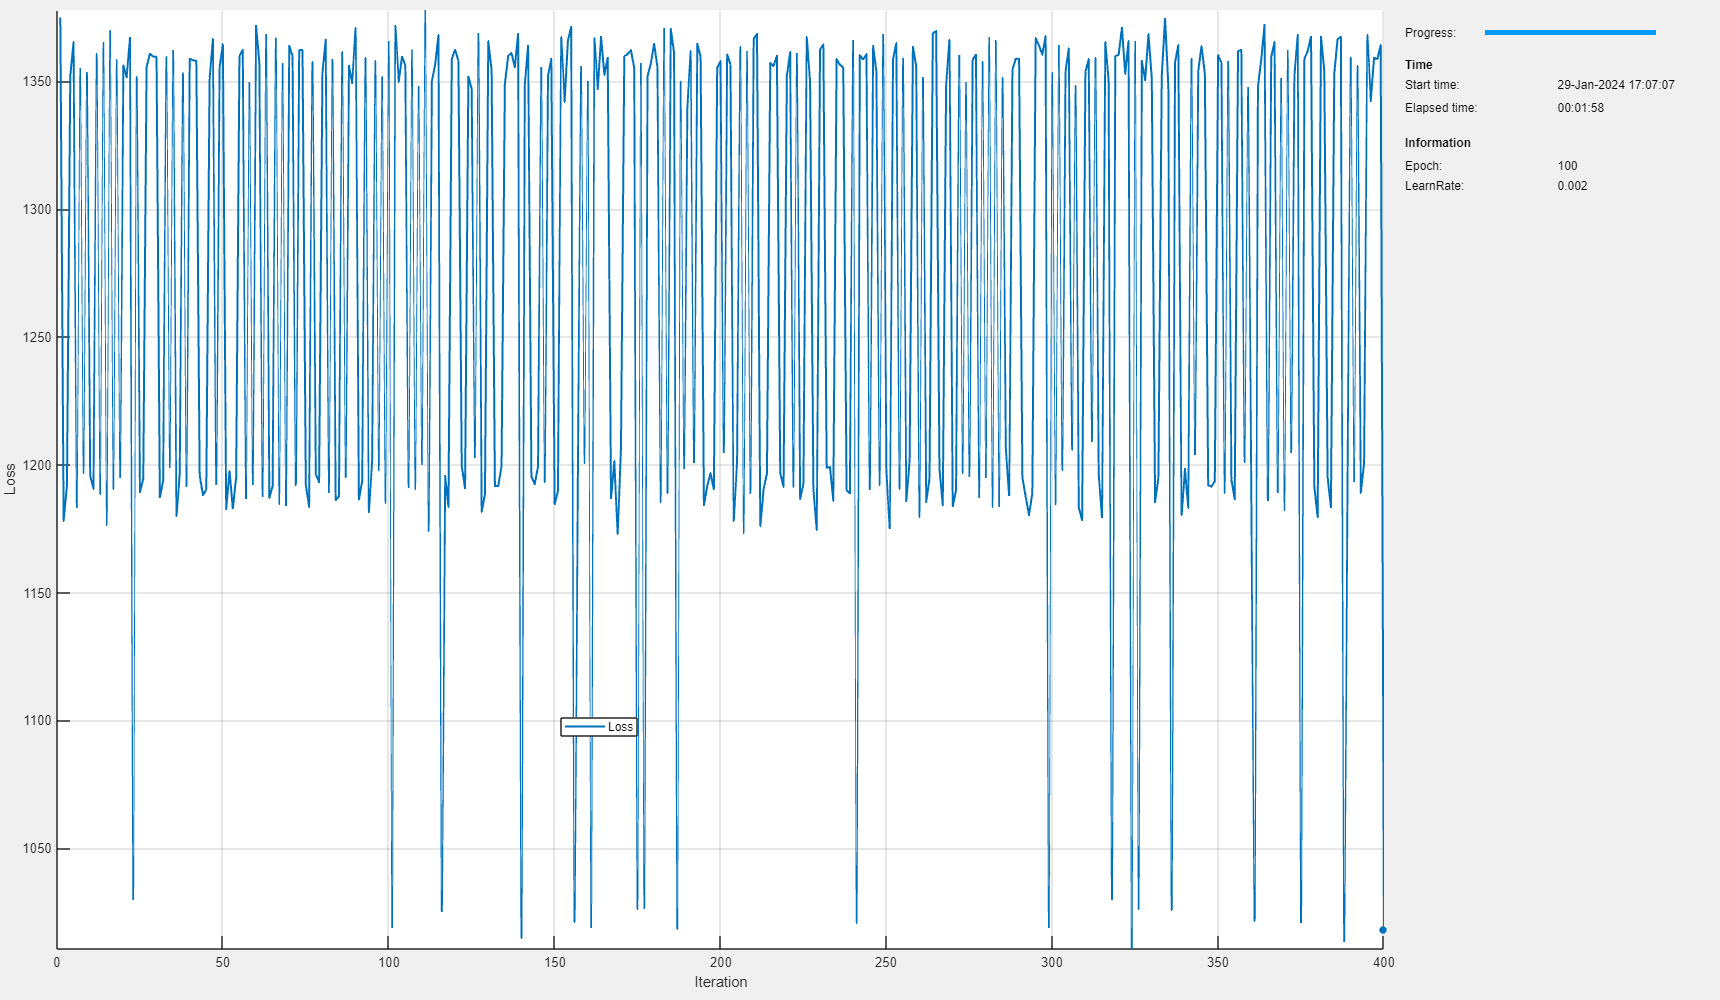 1350
1300
1250
1200
1150
1100
1050
Loss
Loss
0 50 100 150 200 250 300 350 400
Iteration
Progress:
Time
Start time: 29-Jan-2024 17:07:07
Elapsed time: 00:01:58
Information
Epoch: 100
LearnRate: 0.002